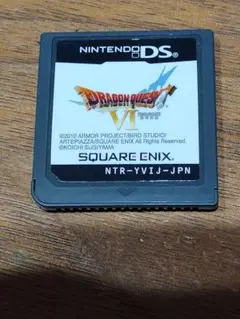 NINTENDO DS
DRAGON QUEST
VI
©2010 ARMOR PROJECT/BIRD STUDIO/
ARTEPIAZZA/SQUARE ENIX All Rights Reserved.
©KOICHI SUGIYAMA
SQUARE ENIX
NTR-YVIJ-JPN